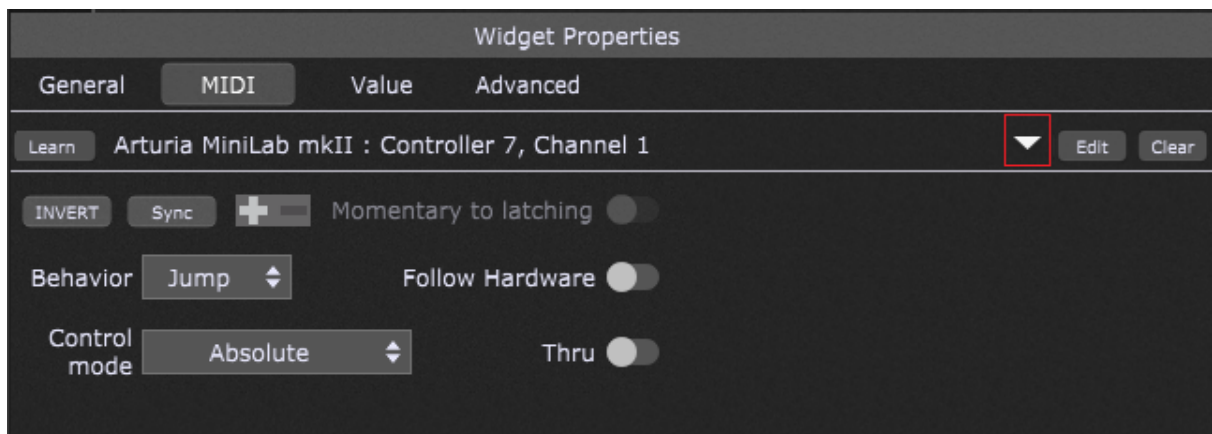 Widget Properties
General MIDI Value Advanced
Learn Arturia MiniLab mkII : Controller 7, Channel 1 Edit Clear
INVERT Sync Momentary to latching
Behavior Jump Follow Hardware
Control mode Absolute Thru